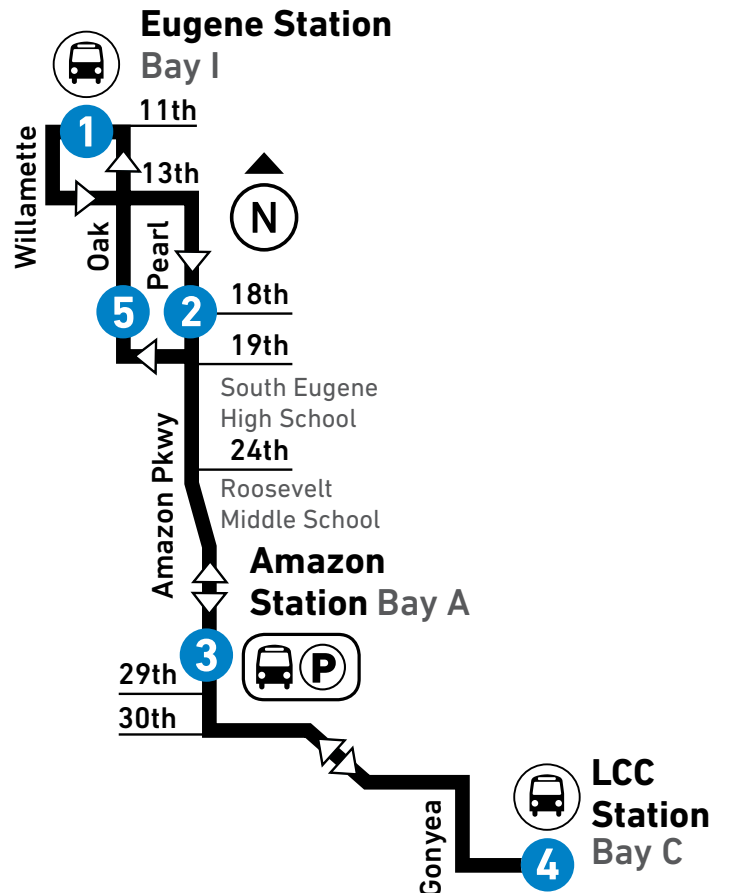 Eugene Station
Bay I
11th
1
Willamette
13th
N
Oak
Pearl
5
2
18th
19th
South Eugene
High School
24th
Amazon Pkwy
Roosevelt
Middle School
Amazon
Station Bay A
3
P
29th
30th
LCC
Station
Bay C
Gonyea
4